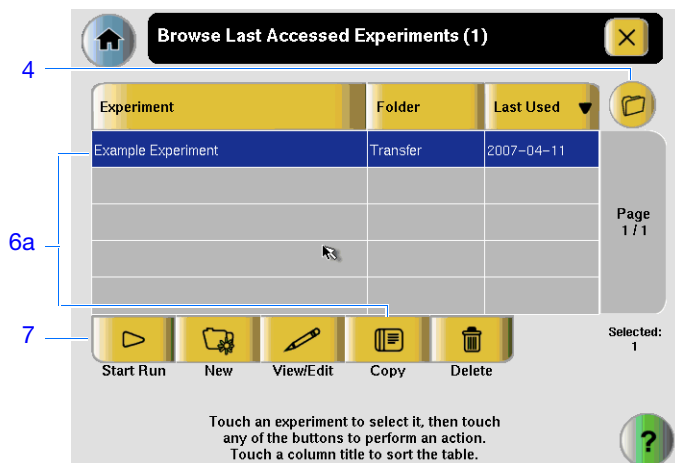 Browse Last Accessed Experiments (1)
4
Experiment Folder Last Used
Example Experiment Transfer 2007-04-11
Page
1 / 1
6a
7
Start Run New View/Edit Copy Delete
Selected:
1
Touch an experiment to select it, then touch
any of the buttons to perform an action.
Touch a column title to sort the table.
?